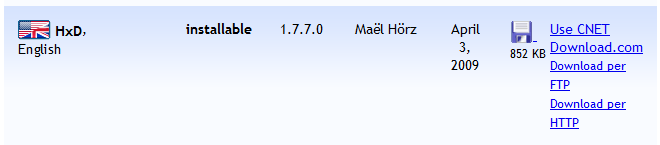 HxD, English
installable
1.7.7.0
Maël Hörz
April 3, 2009
852 KB
Use CNET Download.com
Download per FTP
Download per HTTP